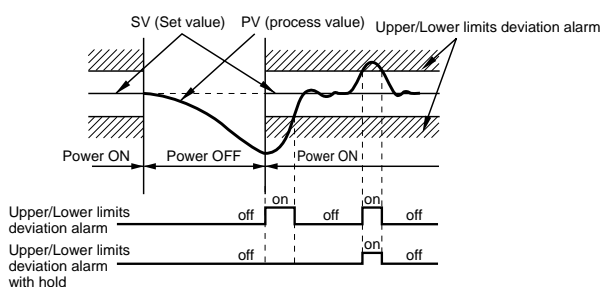 SV (Set value) PV (process value) Upper/Lower limits deviation alarm
Power ON Power OFF Power ON
on on
Upper/Lower limits
deviation alarm
off off off
on
Upper/Lower limits
deviation alarm
with hold
off off